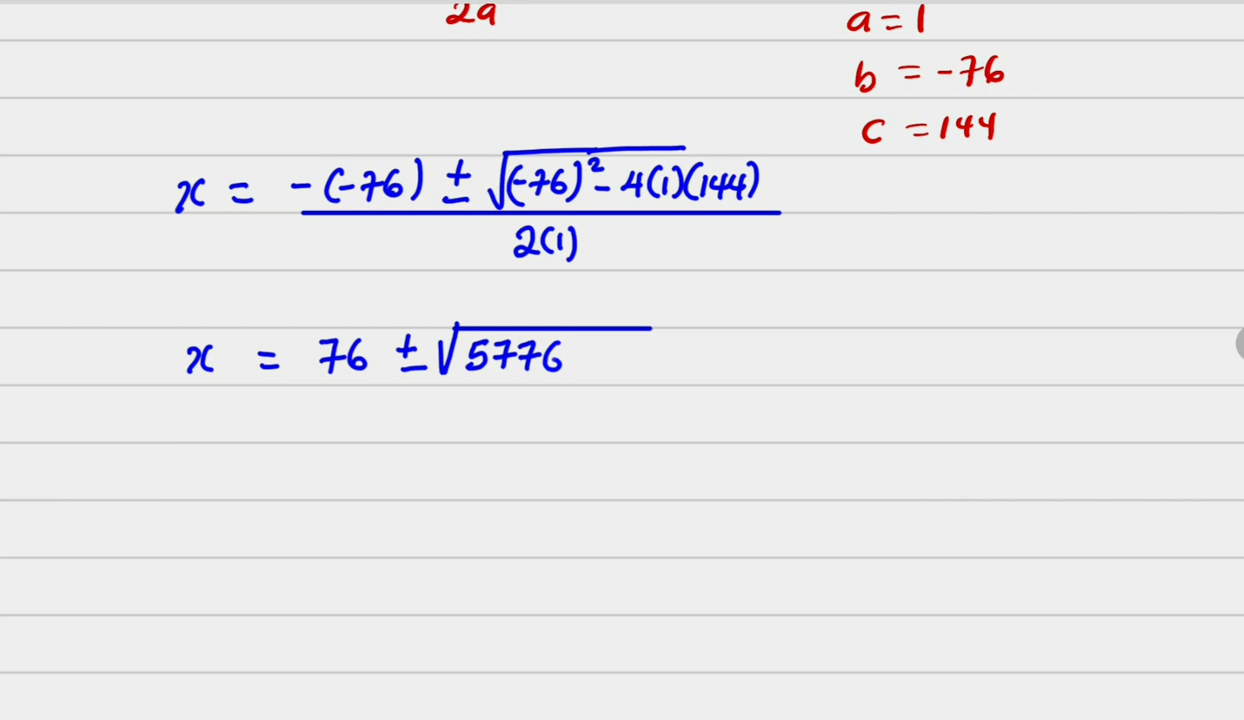 2a
a = 1
b = -76
c = 144
x = -(-76) ± √(-76)² - 4(1)(144)
2(1)
x = 76 ± √5776